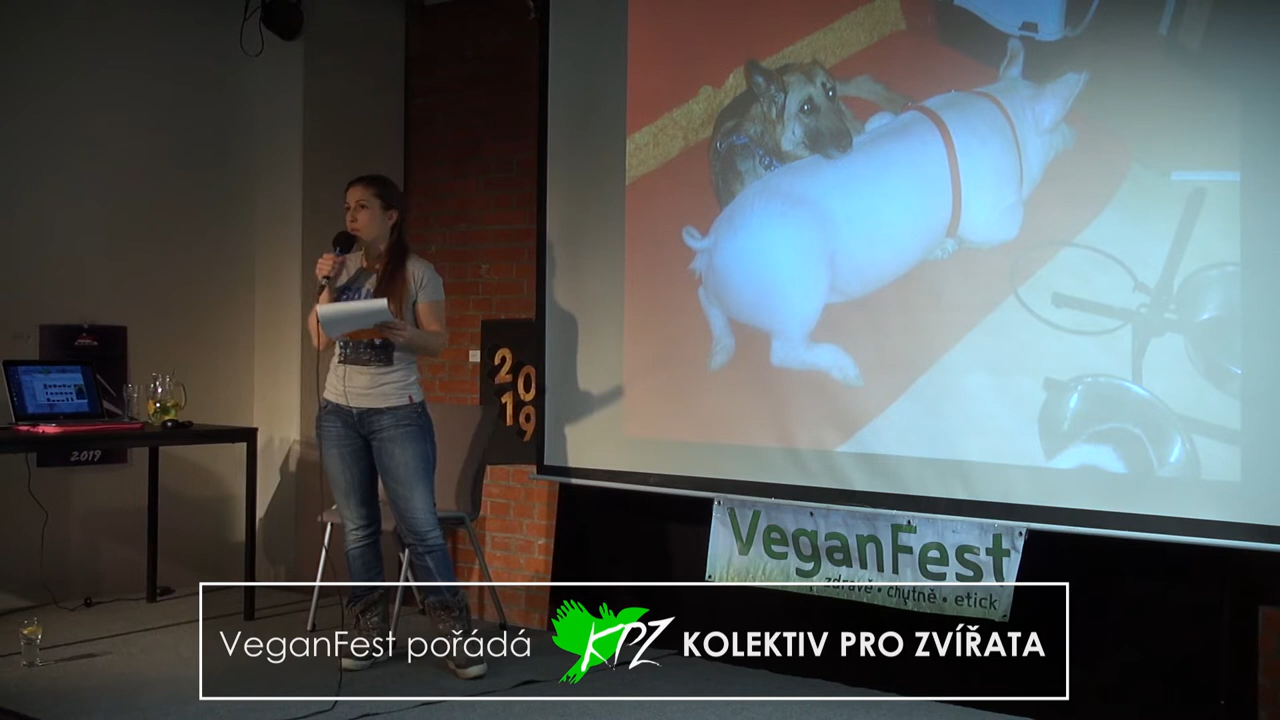 2019
2019
VeganFest
zdravě • chutně • etick
VeganFest pořádá KPZ KOLEKTIV PRO ZVÍŘATA